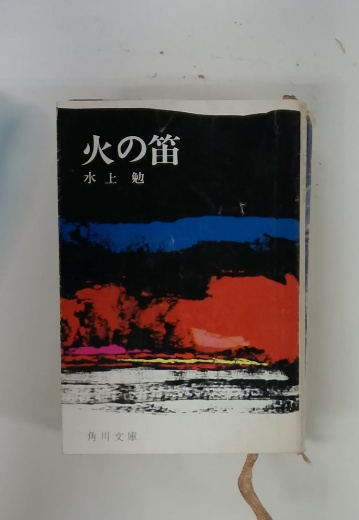 火の笛
水上 勉
角川文庫